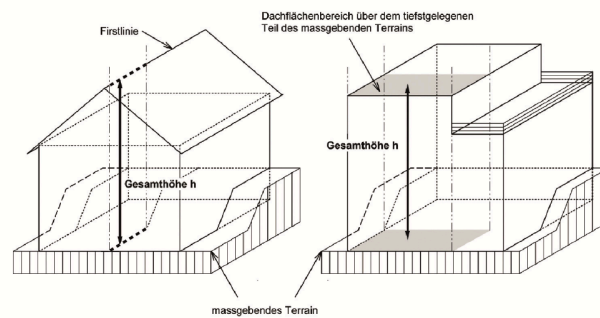 Firstlinie
Dachflächenbereich über dem tiefstgelegenen
Teil des massgebenden Terrains
Gesamthöhe h
Gesamthöhe h
massgebendes Terrain